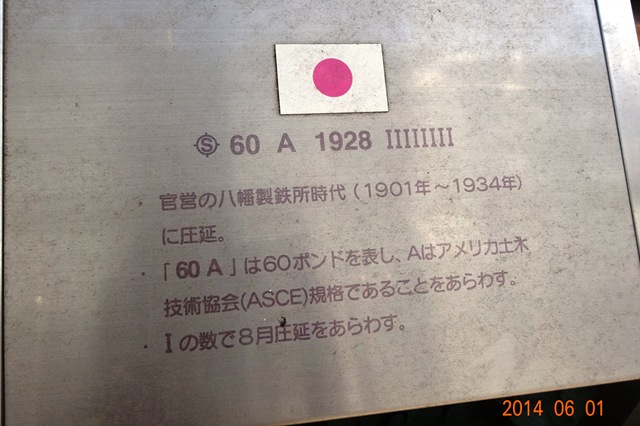 Ⓢ 60 A 1928 IIIIIIII
・官営の八幡製鉄所時代（1901年～1934年）
に圧延。
・「60 A」は60ポンドを表し、Aはアメリカ土木
技術協会(ASCE)規格であることをあらわす。
・Iの数で8月圧延をあらわす。
2014 06 01